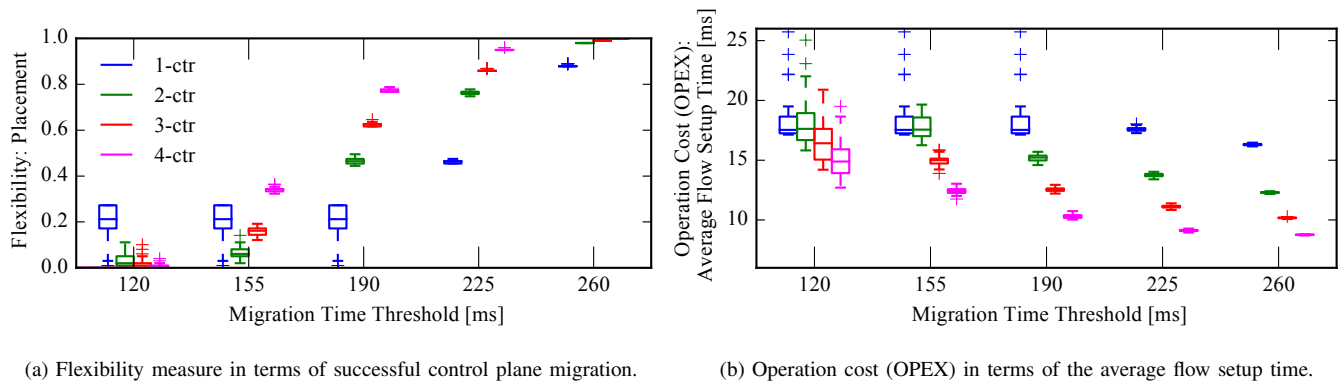 1.0
0.8
0.6
0.4
0.2
0.0
Flexibility: Placement
1-ctr
2-ctr
3-ctr
4-ctr
120 155 190 225 260
Migration Time Threshold [ms]
(a) Flexibility measure in terms of successful control plane migration.
25
20
15
10
Operation Cost (OPEX):
Average Flow Setup Time [ms]
120 155 190 225 260
Migration Time Threshold [ms]
(b) Operation cost (OPEX) in terms of the average flow setup time.